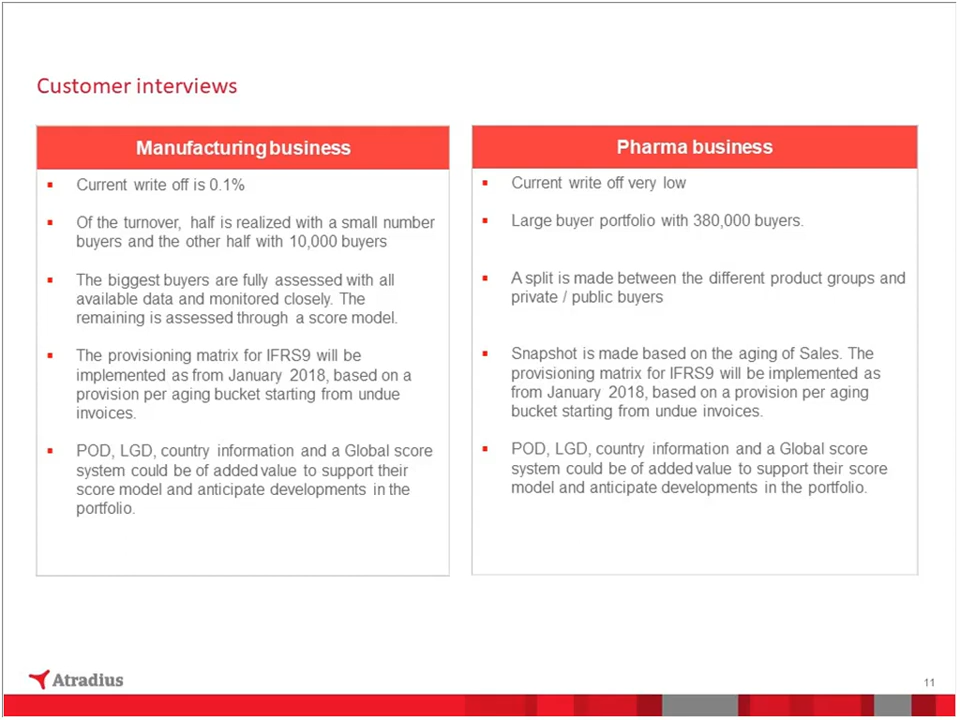 Customer interviews
Manufacturing business
Current write off is 0.1%
Of the turnover, half is realized with a small number
buyers and the other half with 10,000 buyers
The biggest buyers are fully assessed with all
available data and monitored closely. The
remaining is assessed through a score model.
The provisioning matrix for IFRS9 will be
implemented as from January 2018, based on a
provision per aging bucket starting from undue
invoices.
POD, LGD, country information and a Global score
system could be of added value to support their
score model and anticipate developments in the
portfolio.
Pharma business
Current write off very low
Large buyer portfolio with 380,000 buyers.
A split is made between the different product groups and
private / public buyers
Snapshot is made based on the aging of Sales. The
provisioning matrix for IFRS9 will be implemented as
from January 2018, based on a provision per aging
bucket starting from undue invoices.
POD, LGD, country information and a Global score
system could be of added value to support their score
model and anticipate developments in the portfolio.
Atradius
11